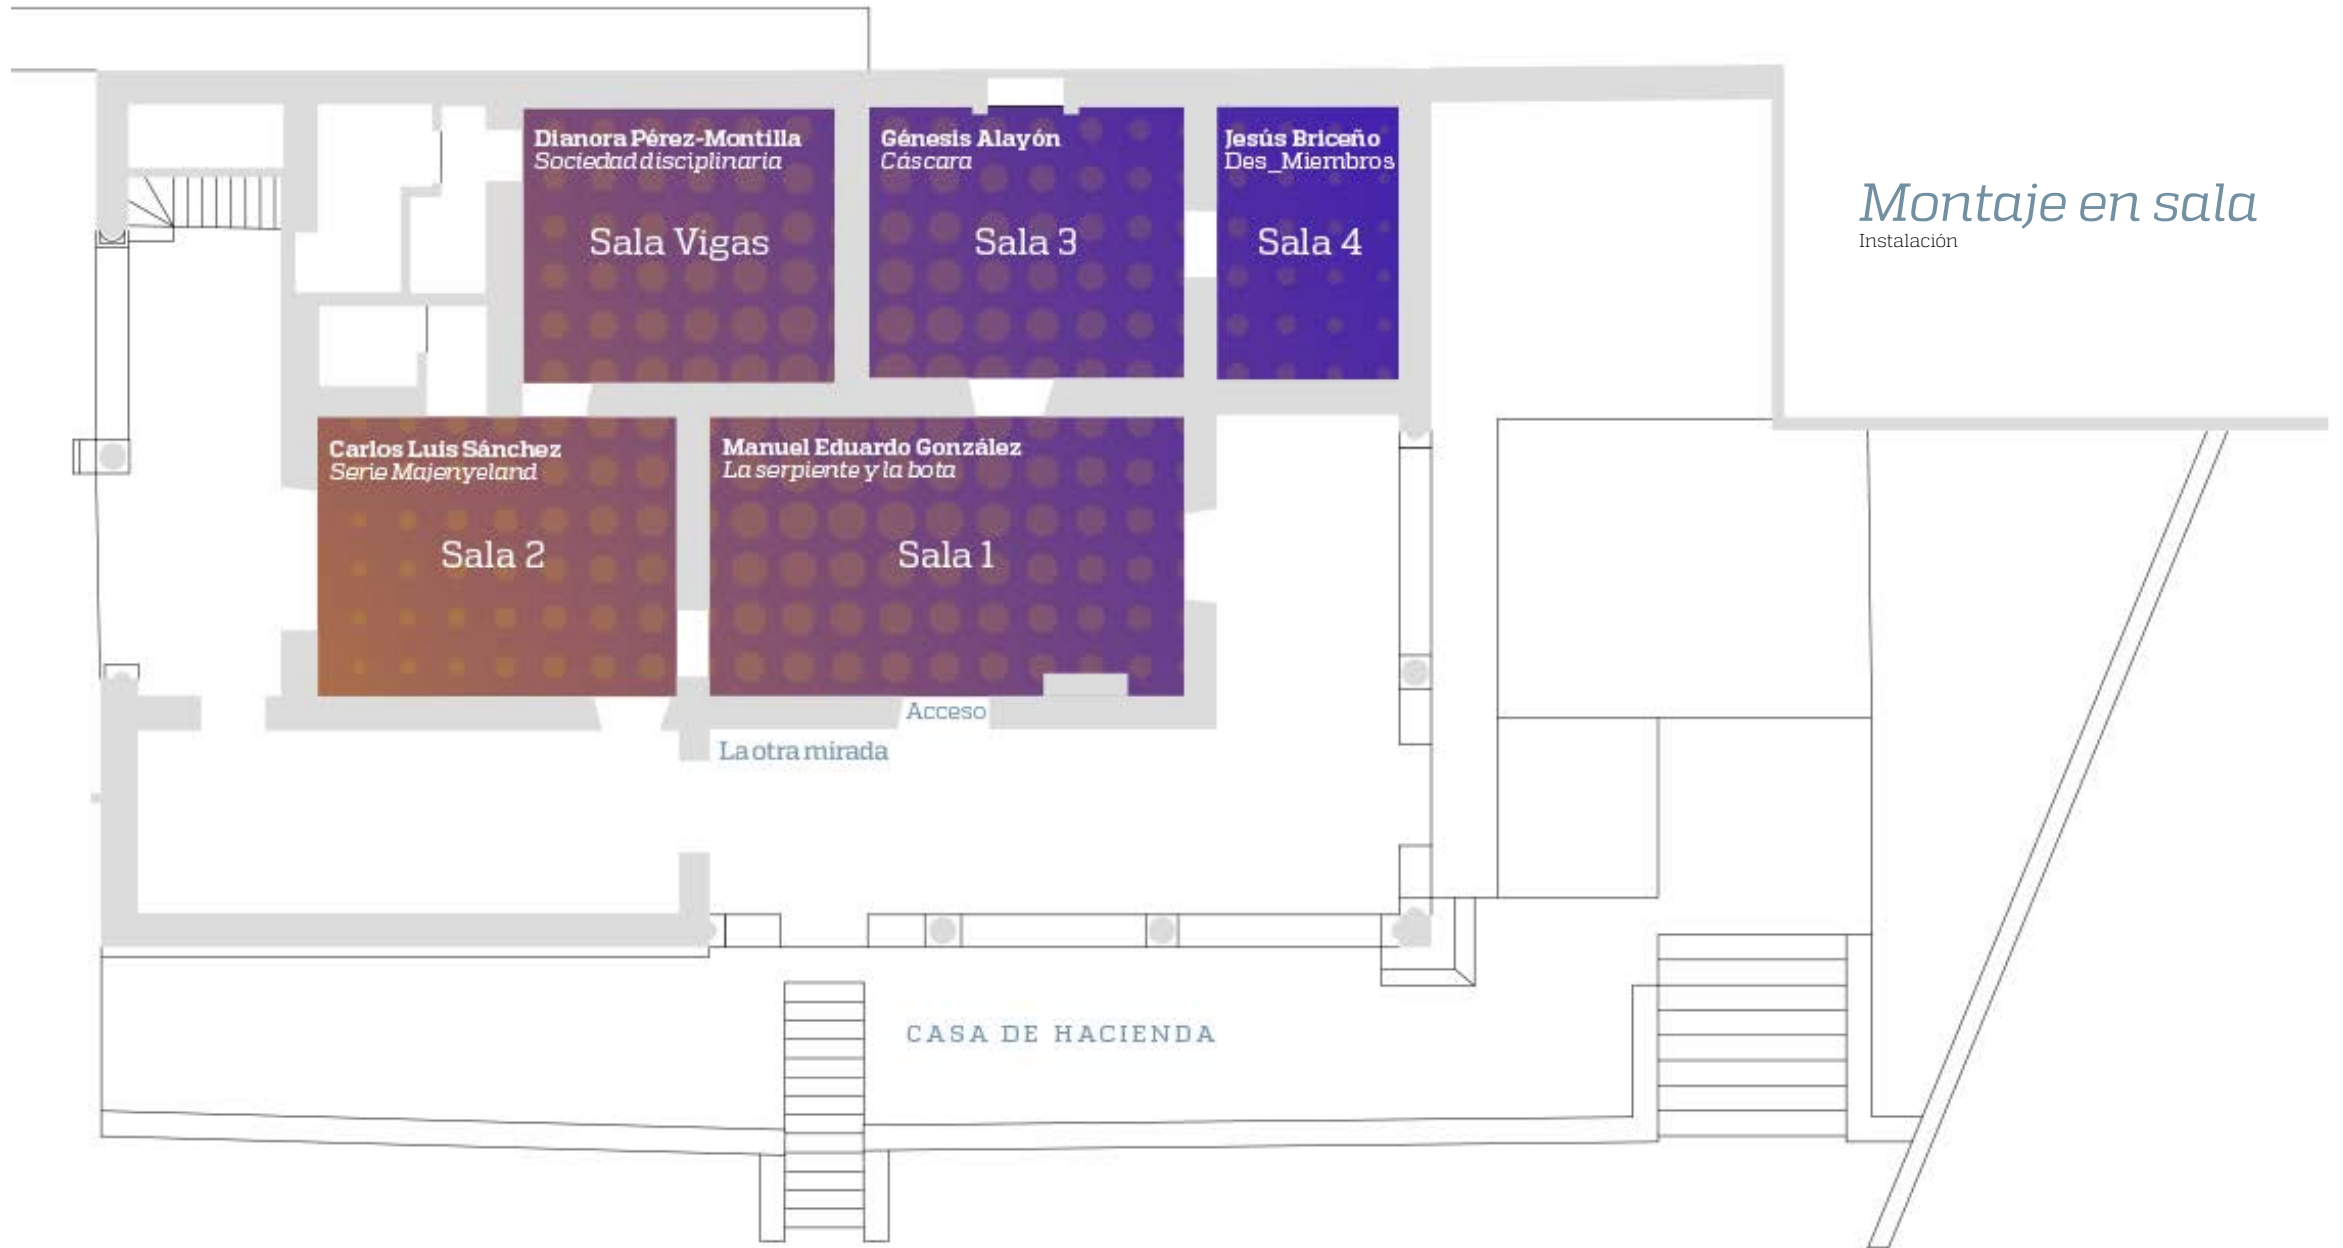 Dianora Pérez-Montilla
Sociedad disciplinaria
Sala Vigas
Génesis Alayón
Cáscara
Sala 3
Jesús Briceño
Des_Miembros
Sala 4
Montaje en sala
Instalación
Carlos Luis Sánchez
Serie Majenyeland
Sala 2
Manuel Eduardo González
La serpiente y la bota
Sala 1
Acceso
La otra mirada
CASA DE HACIENDA